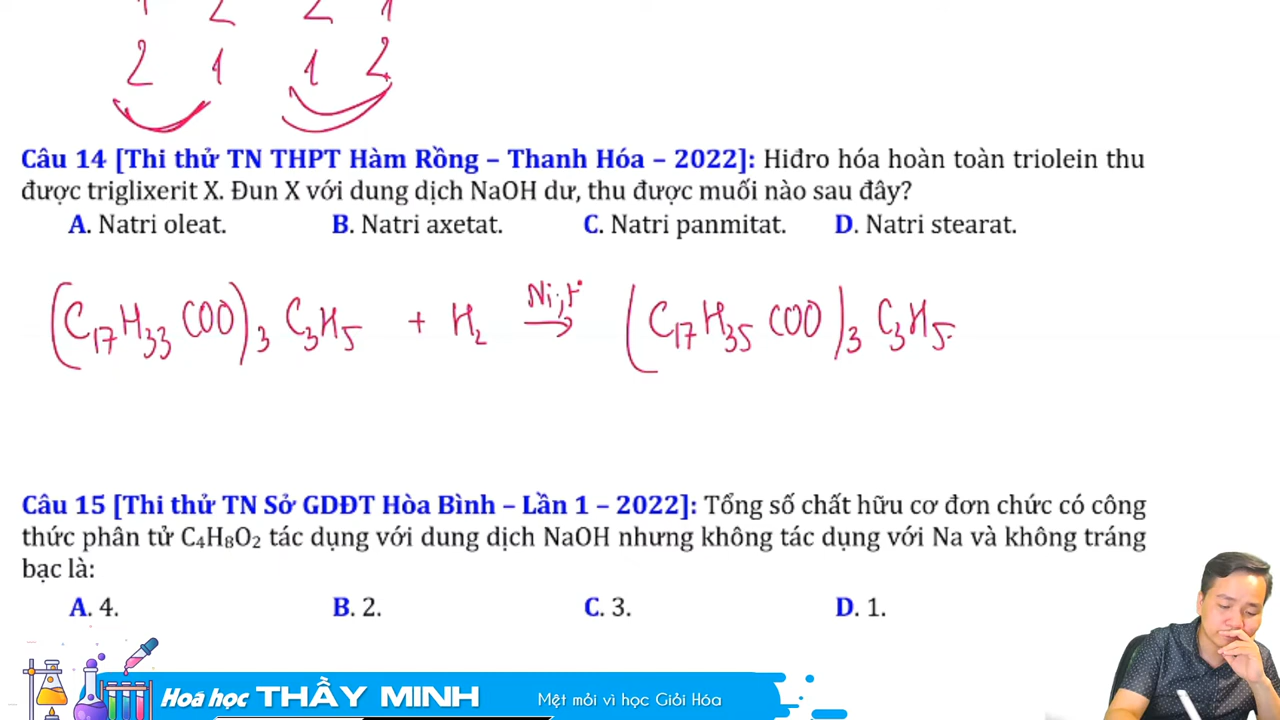 2 1 1 2
Câu 14 [Thi thử TN THPT Hàm Rồng – Thanh Hóa – 2022]: Hiđro hóa hoàn toàn triolein thu
được triglixerit X. Đun X với dung dịch NaOH dư, thu được muối nào sau đây?
A. Natri oleat. B. Natri axetat. C. Natri panmitat. D. Natri stearat.
(C17H33COO)3C3H5 + H2 Ni,t° → (C17H35COO)3C3H5
Câu 15 [Thi thử TN Sở GDĐT Hòa Bình – Lần 1 – 2022]: Tổng số chất hữu cơ đơn chức có công
thức phân tử C4H8O2 tác dụng với dung dịch NaOH nhưng không tác dụng với Na và không tráng
bạc là:
A. 4. B. 2. C. 3. D. 1.
Hoá học THẦY MINH Mệt mỏi vì học Giỏi Hóa